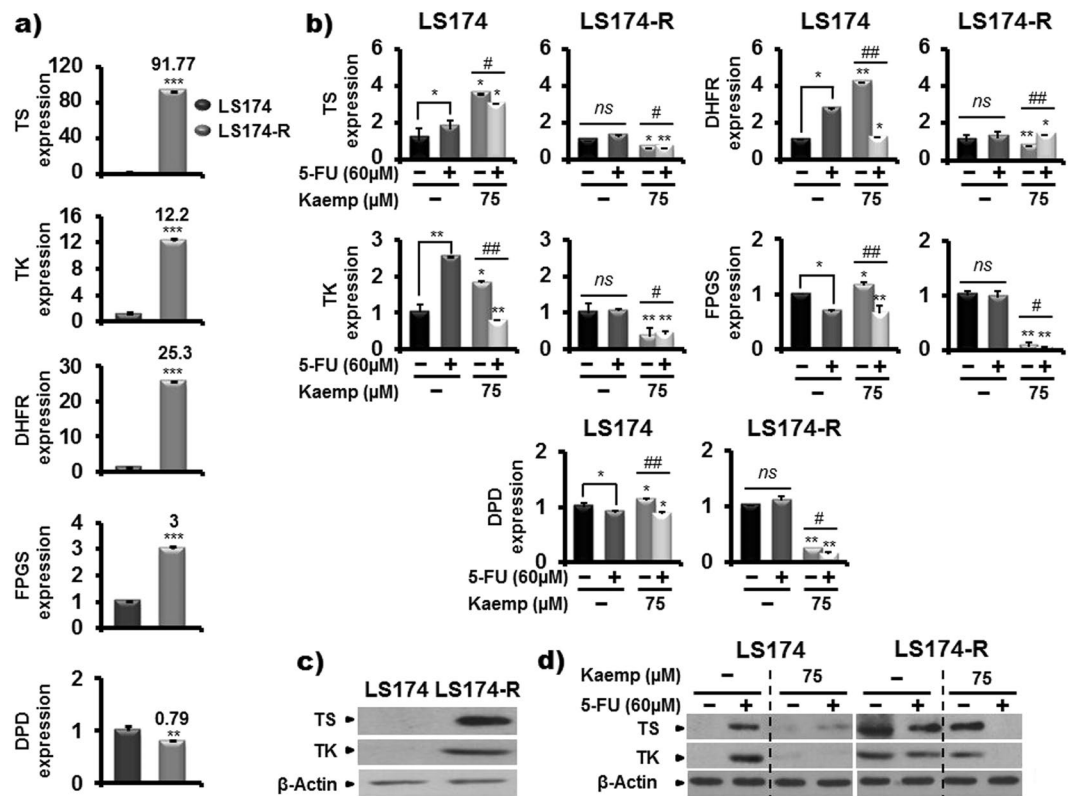 a)
TS
expression
120
80
40
0
91.77
***
LS174
LS174-R
TK
expression
16
12
8
4
0
12.2
***
DHFR
expression
30
20
10
0
25.3
***
FPGS
expression
4
3
2
1
0
3
***
DPD
expression
2
1
0
0.79
**
b)
LS174
TS
expression
6
4
2
0
*
#
* *
5-FU (60µM) − + − +
Kaemp (µM) − 75
LS174-R
6
4
2
0
ns
#
* **
− + − +
− 75
LS174
DHFR
expression
6
4
2
0
*
##
**
*
− + − +
− 75
LS174-R
6
4
2
0
ns
##
** *
− + − +
− 75
TK
expression
3
2
1
0
**
##
*
**
5-FU (60µM) − + − +
Kaemp (µM) − 75
3
2
1
0
ns
#
** **
− + − +
− 75
FPGS
expression
2
1
0
*
##
*
**
− + − +
− 75
2
1
0
ns
#
** **
− + − +
− 75
LS174
DPD
expression
2
1
0
*
##
*
*
5-FU (60µM) − + − +
Kaemp (µM) − 75
LS174-R
2
1
0
ns
#
** **
− + − +
− 75
c)
LS174 LS174-R
TS
TK
β-Actin
d)
LS174 LS174-R
Kaemp (µM) − 75 − 75
5-FU (60µM) − + − + − + − +
TS
TK
β-Actin